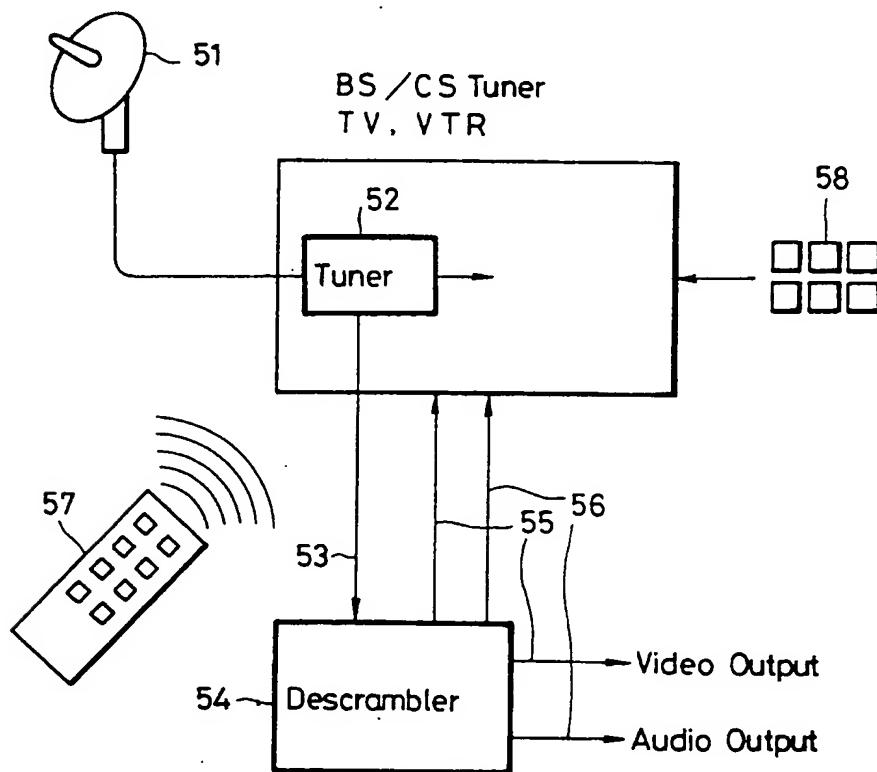 51
BS/CS Tuner
TV, VTR
52
58
Tuner
57
53
55
56
54
Descrambler
Video Output
Audio Output